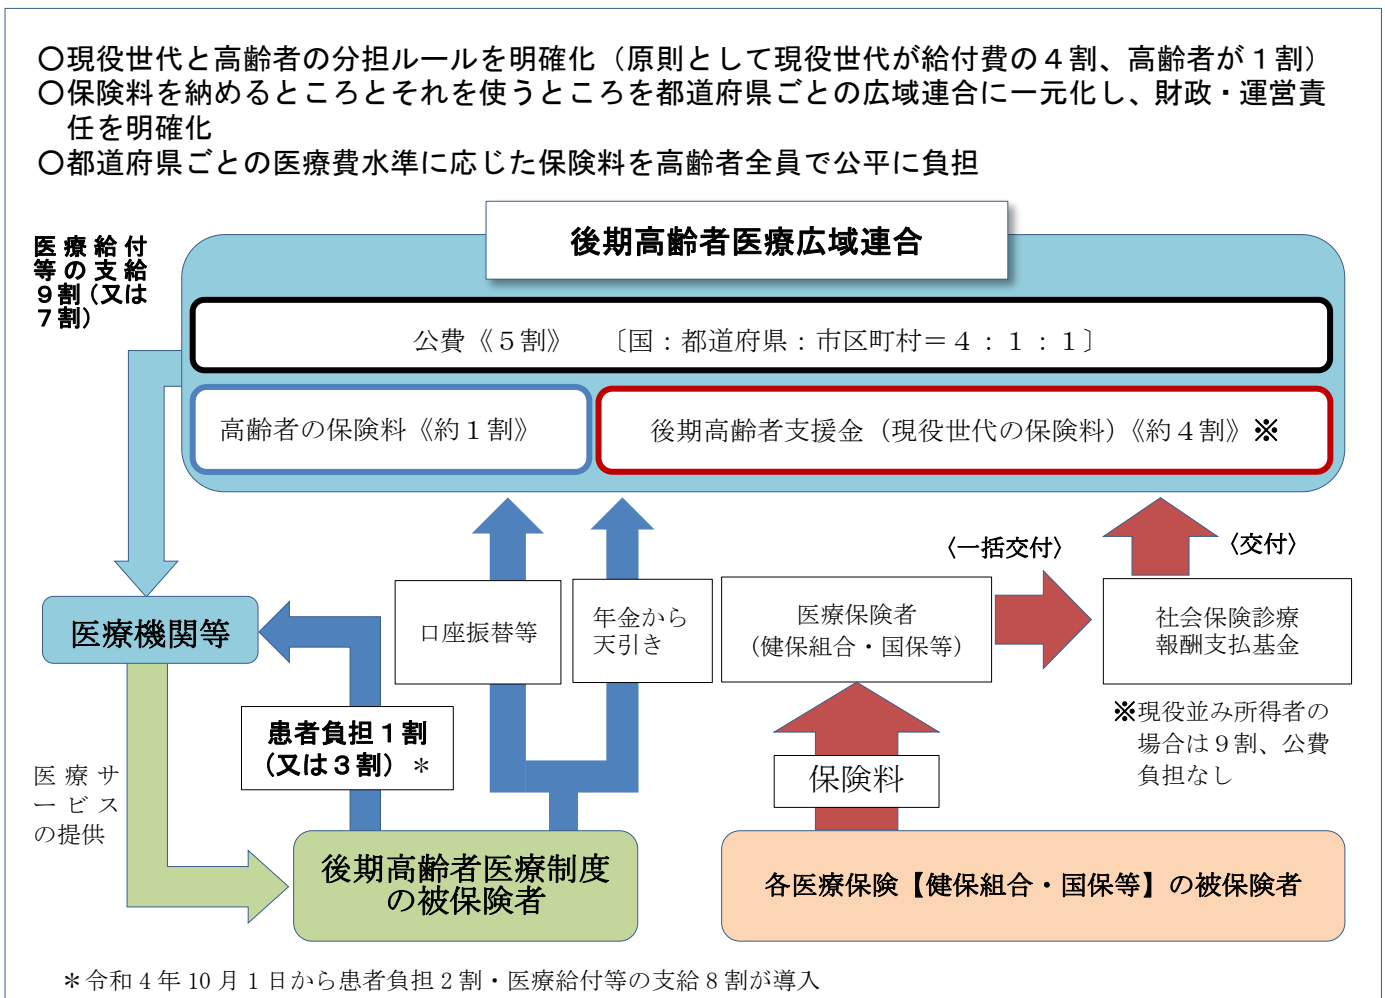 ○現役世代と高齢者の分担ルールを明確化（原則として現役世代が給付費の４割、高齢者が１割）
○保険料を納めるところとそれを使うところを都道府県ごとの広域連合に一元化し、財政・運営責
任を明確化
○都道府県ごとの医療費水準に応じた保険料を高齢者全員で公平に負担
後期高齢者医療広域連合
医療給付
等の支給
９割（又は
７割）
公費《５割》　〔国：都道府県：市区町村＝４：１：１〕
高齢者の保険料《約１割》
後期高齢者支援金（現役世代の保険料）《約４割》※
〈一括交付〉
〈交付〉
医療機関等
口座振替等
年金から
天引き
医療保険者
（健保組合・国保等）
社会保険診療
報酬支払基金
患者負担１割
（又は３割）＊
※現役並み所得者の
場合は９割、公費
負担なし
医療サ
ービス
の提供
保険料
後期高齢者医療制度
の被保険者
各医療保険【健保組合・国保等】の被保険者
＊令和４年10月１日から患者負担２割・医療給付等の支給８割が導入